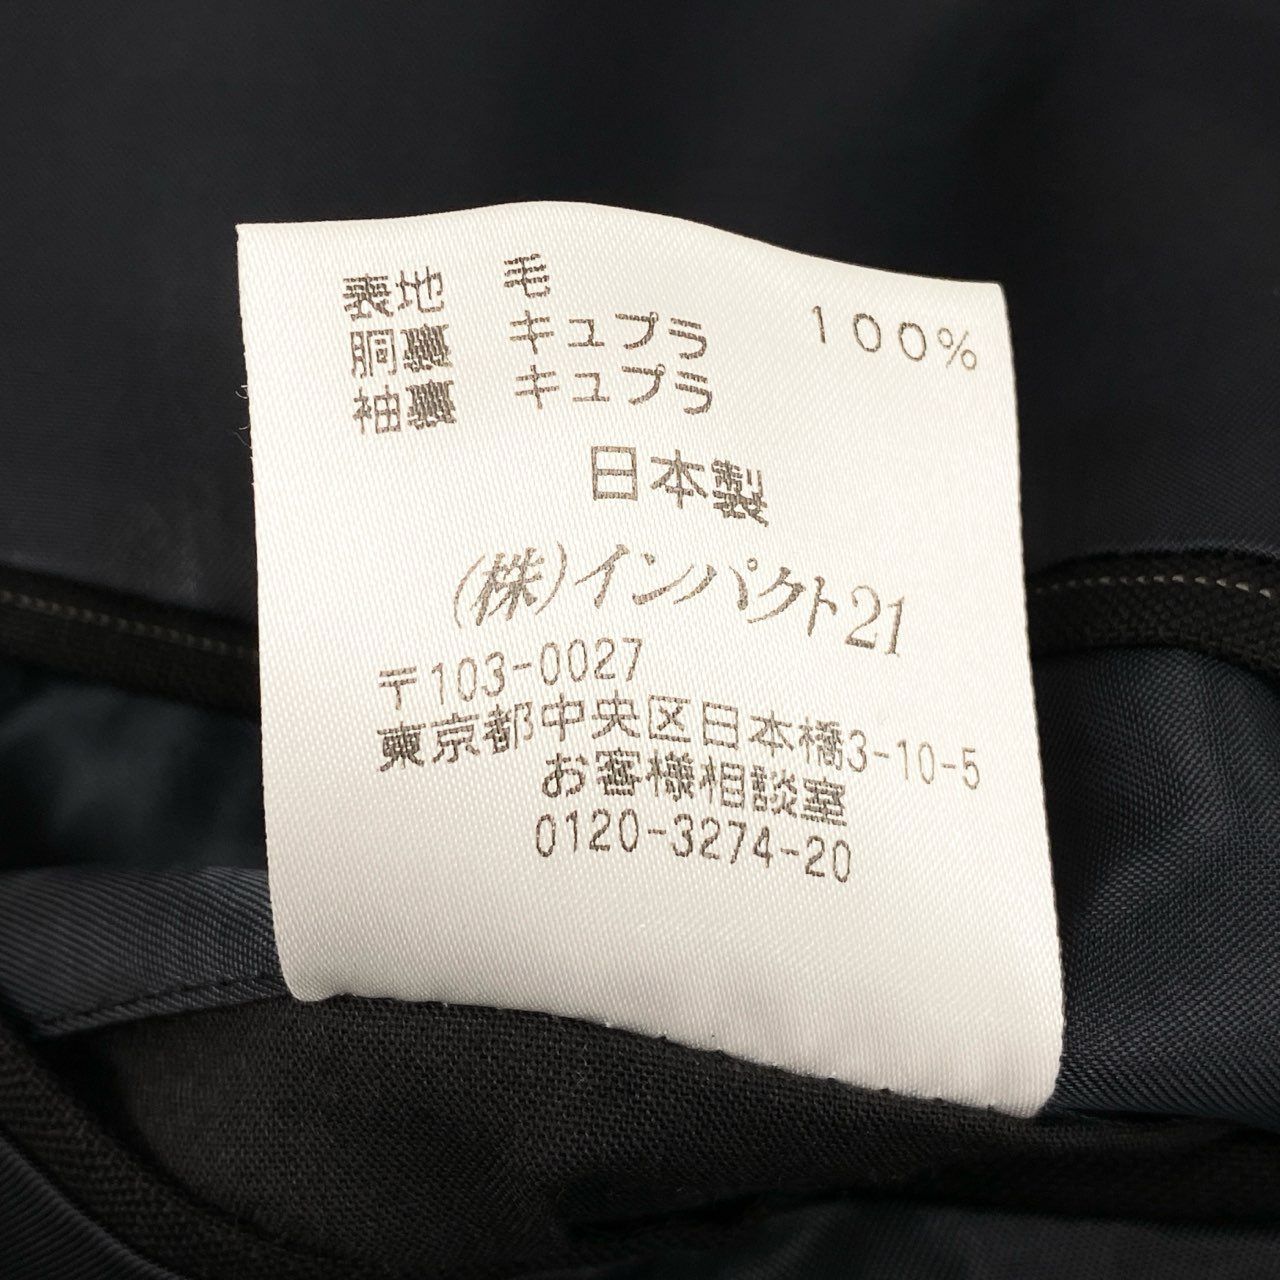 表地 毛 100%
胴裏 キュプラ
袖裏 キュプラ
日本製
(株)インパクト21
〒103-0027
東京都中央区日本橋3-10-5
お客様相談室
0120-3274-20